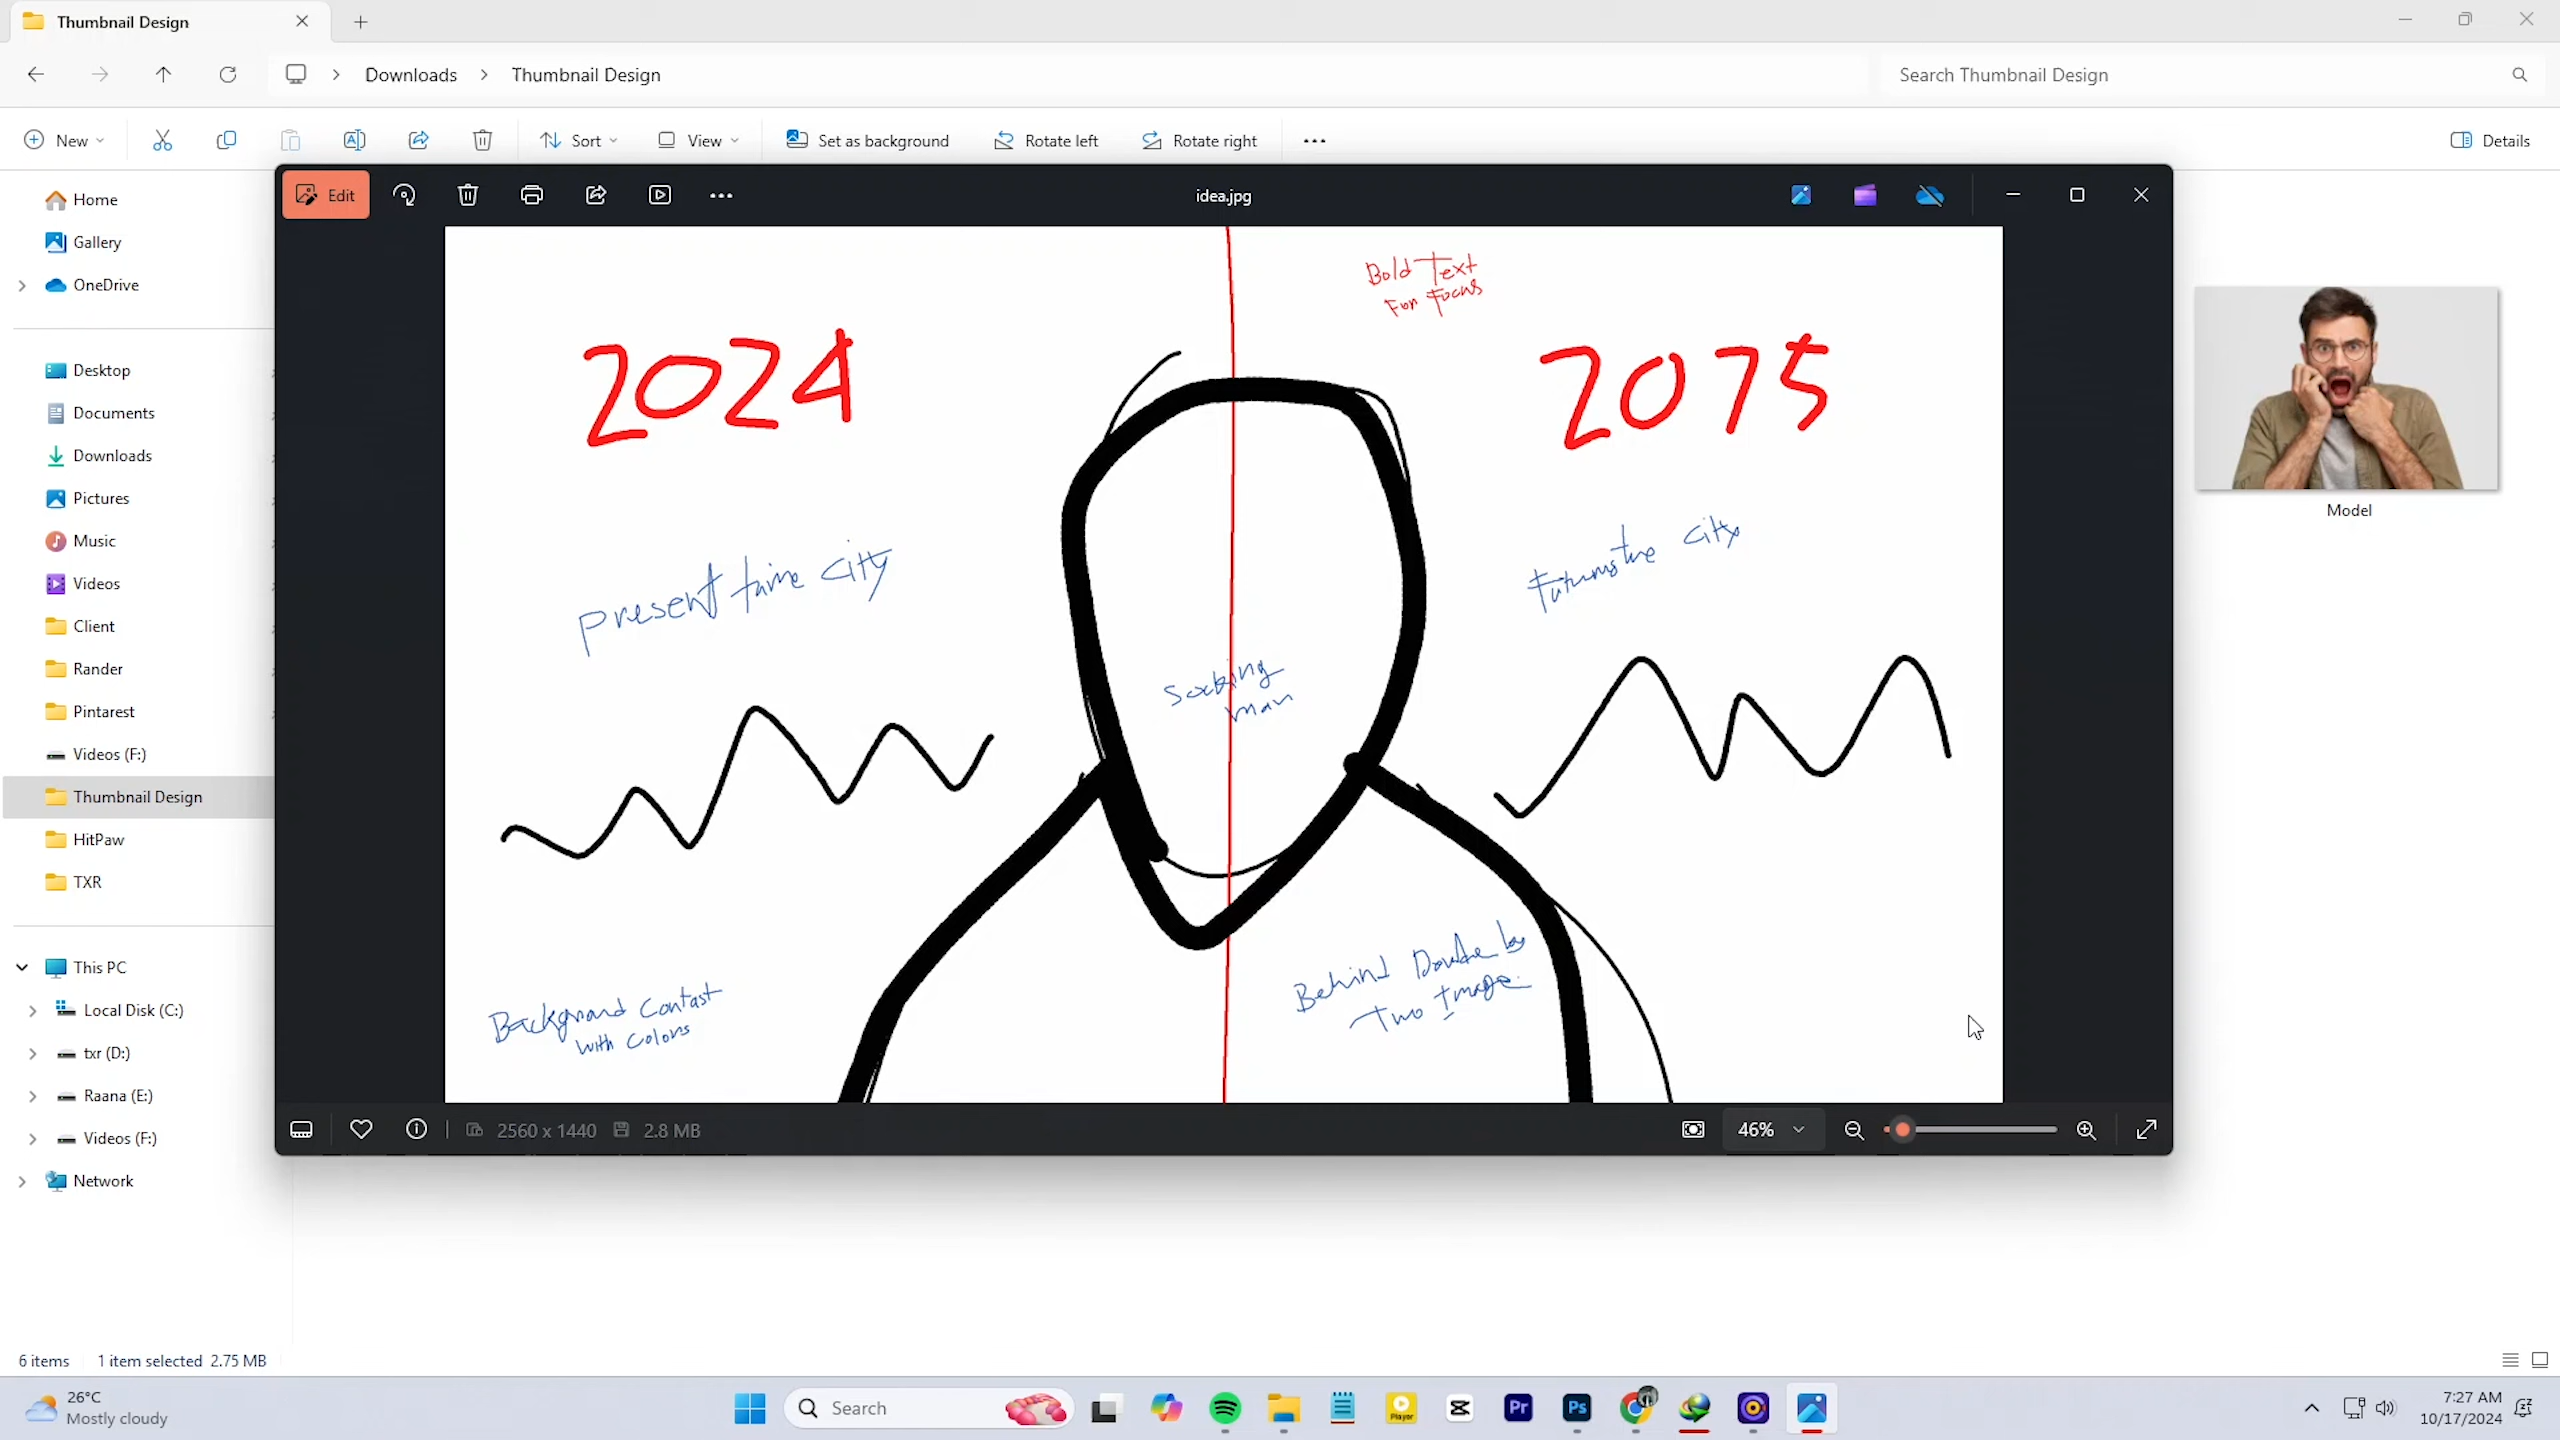 Thumbnail Design
Downloads
Thumbnail Design
Search Thumbnail Design
New
Sort
View
Set as background
Rotate left
Rotate right
Details
Home
Gallery
OneDrive
Desktop
Documents
Downloads
Pictures
Music
Videos
Client
Rander
Pintarest
Videos (F:)
Thumbnail Design
HitPaw
TXR
This PC
Local Disk (C:)
txr (D:)
Raana (E:)
Videos (F:)
Network
Edit
idea.jpg
Bold Text
For Focus
2024
2075
present time city
city
man
Background Contast
with colors
Behind
Two Image
2560 x 1440
2.8 MB
46%
Model
6 items
1 item selected 2.75 MB
26°C
Mostly cloudy
Search
Player
Pr
Ps
7:27 AM
10/17/2024